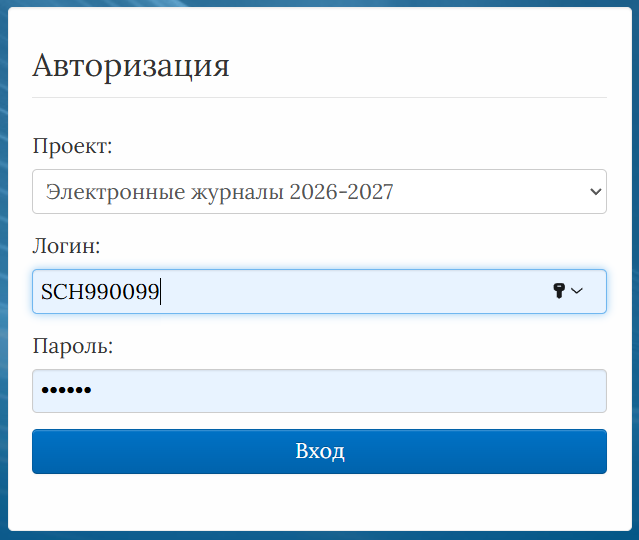 Авторизация
Проект:
Электронные журналы 2026-2027
Логин:
SCH990099
Пароль:
••••••
Вход